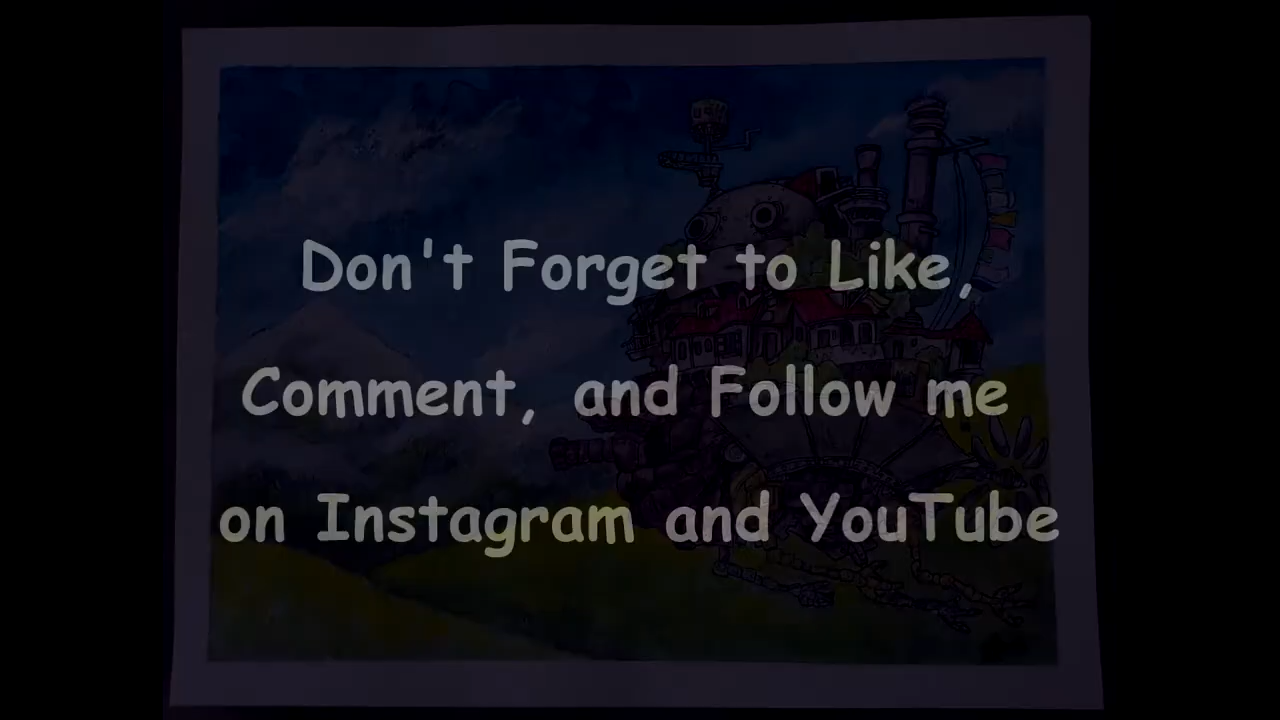 Don't Forget to Like,
Comment, and Follow me
on Instagram and YouTube